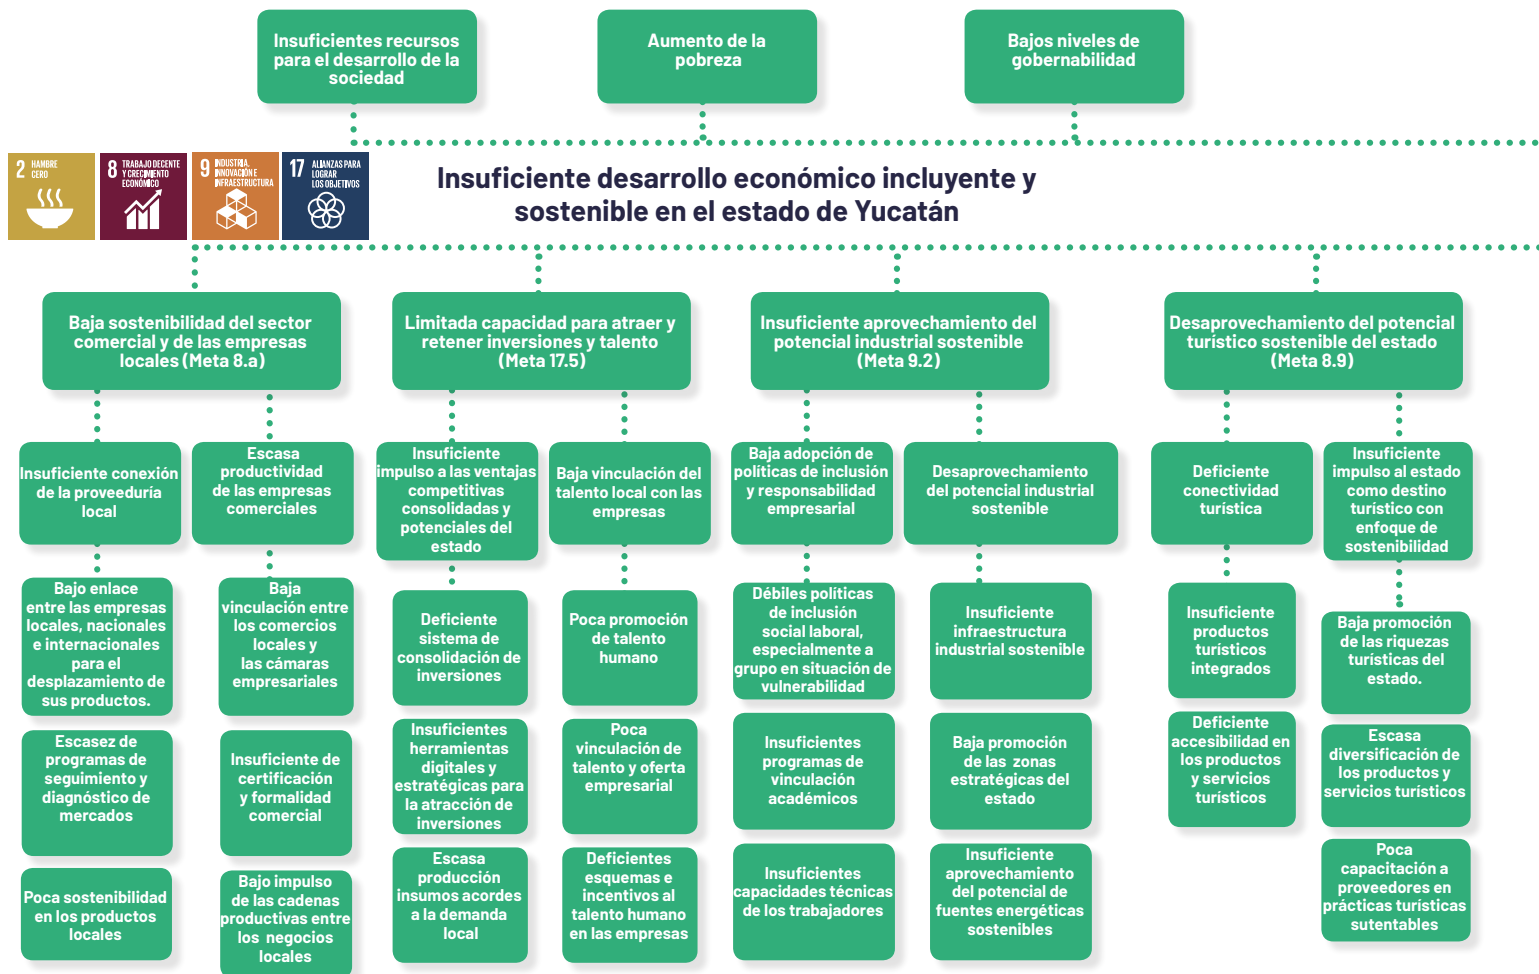 Insuficientes recursos
para el desarrollo de la
sociedad
Aumento de la
pobreza
Bajos niveles de
gobernabilidad
2 HAMBRE
CERO
8 TRABAJO DECENTE
Y CRECIMIENTO
ECONÓMICO
9 INDUSTRIA,
INNOVACIÓN E
INFRAESTRUCTURA
17 ALIANZAS PARA
LOGRAR
LOS OBJETIVOS
Insuficiente desarrollo económico incluyente y
sostenible en el estado de Yucatán
Baja sostenibilidad del sector
comercial y de las empresas
locales (Meta 8.a)
Limitada capacidad para atraer y
retener inversiones y talento
(Meta 17.5)
Insuficiente aprovechamiento del
potencial industrial sostenible
(Meta 9.2)
Desaprovechamiento del potencial
turístico sostenible del estado
(Meta 8.9)
Insuficiente conexión
de la proveeduría
local
Escasa
productividad
de las empresas
comerciales
Insuficiente
impulso a las ventajas
competitivas
consolidadas y
potenciales del
estado
Baja vinculación del
talento local con las
empresas
Baja adopción de
políticas de inclusión
y responsabilidad
empresarial
Desaprovechamiento
del potencial industrial
sostenible
Deficiente
conectividad
turística
Insuficiente
impulso al estado
como destino
turístico con
enfoque de
sostenibilidad
Bajo enlace
entre las empresas
locales, nacionales
e internacionales
para el
desplazamiento de
sus productos.
Baja
vinculación entre
los comercios
locales y
las cámaras
empresariales
Deficiente
sistema de
consolidación de
inversiones
Poca promoción
de talento
humano
Débiles políticas
de inclusión
social laboral,
especialmente a
grupo en situación de
vulnerabilidad
Insuficiente
infraestructura
industrial sostenible
Insuficiente
productos
turísticos
integrados
Baja promoción
de las riquezas
turísticas del
estado.
Escasez de
programas de
seguimiento y
diagnóstico de
mercados
Insuficiente de
certificación
y formalidad
comercial
Insuficientes
herramientas
digitales y
estratégicas para
la atracción de
inversiones
Poca
vinculación de
talento y oferta
empresarial
Insuficientes
programas de
vinculación
académicos
Baja promoción
de las zonas
estratégicas del
estado
Deficiente
accesibilidad en
los productos
y servicios
turísticos
Escasa
diversificación de
los productos y
servicios turísticos
Poca sostenibilidad
en los productos
locales
Bajo impulso
de las cadenas
productivas entre
los negocios
locales
Escasa
producción
insumos acordes
a la demanda
local
Deficientes
esquemas e
incentivos al
talento humano
en las empresas
Insuficientes
capacidades técnicas
de los trabajadores
Insuficiente
aprovechamiento
del potencial de
fuentes energéticas
sostenibles
Poca
capacitación a
proveedores en
prácticas turísticas
sutentables